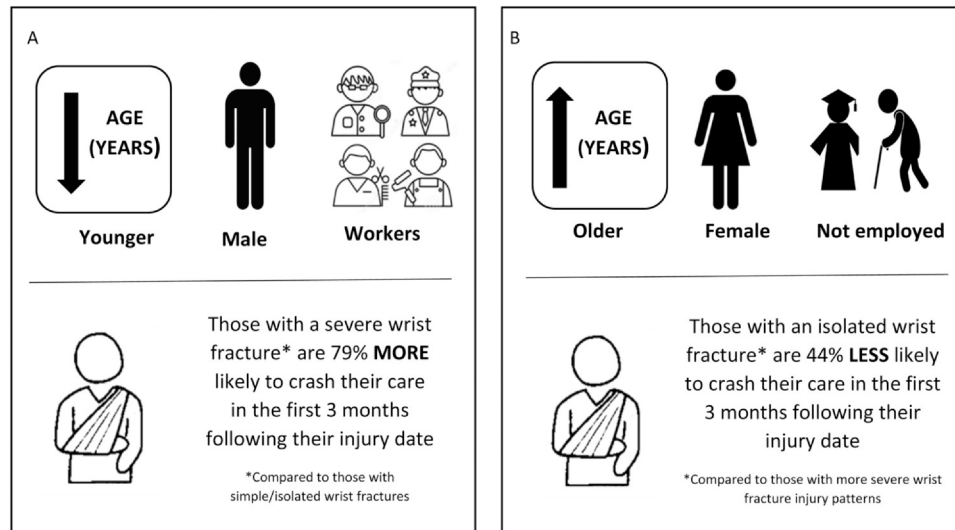 A
AGE
(YEARS)
Younger
Male
Workers
Those with a severe wrist
fracture* are 79% MORE
likely to crash their care
in the first 3 months
following their injury date
*Compared to those with
simple/isolated wrist fractures
B
AGE
(YEARS)
Older
Female
Not employed
Those with an isolated wrist
fracture* are 44% LESS likely
to crash their care in the first
3 months following their
injury date
*Compared to those with more severe wrist
fracture injury patterns